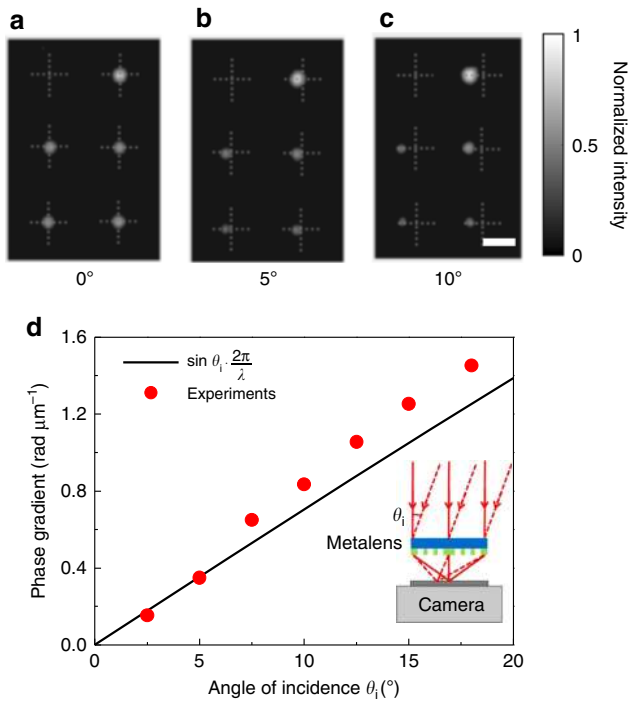 a
b
c
1
0.5
0
Normalized intensity
0°
5°
10°
d
1.6
1.2
0.8
0.4
0.0
Phase gradient (rad μm⁻¹)
sin θᵢ · 2π/λ
Experiments
θᵢ
Metalens
Camera
0
5
10
15
20
Angle of incidence θᵢ(°)